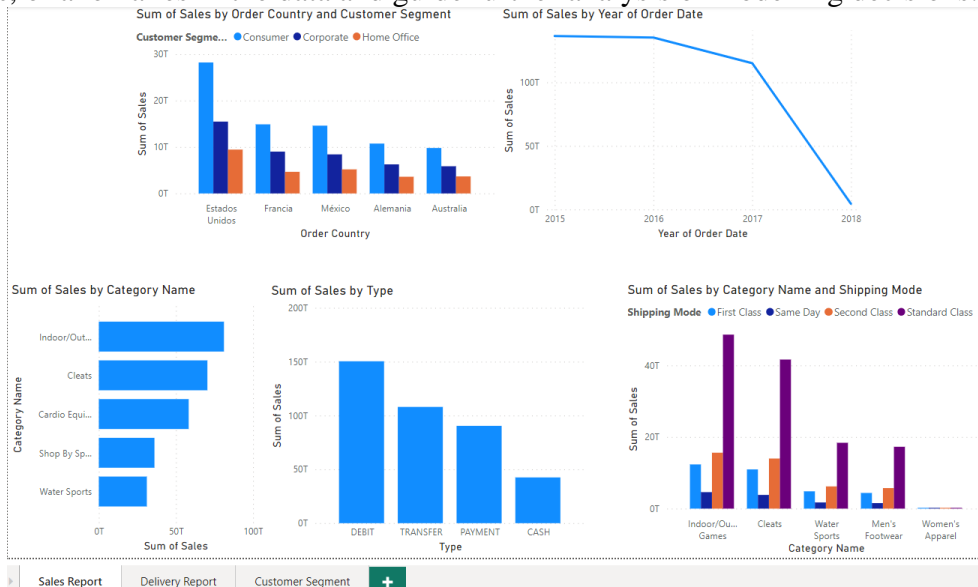 Sum of Sales by Order Country and Customer Segment
Customer Segme... Consumer Corporate Home Office
30T
20T
10T
0T
Sum of Sales
Estados Unidos
Francia
México
Alemania
Australia
Order Country
Sum of Sales by Year of Order Date
100T
50T
0T
Sum of Sales
2015 2016 2017 2018
Year of Order Date
Sum of Sales by Category Name
Category Name
Indoor/Out...
Cleats
Cardio Equi...
Shop By Sp...
Water Sports
0T 50T 100T
Sum of Sales
Sum of Sales by Type
200T
150T
100T
50T
0T
Sum of Sales
DEBIT TRANSFER PAYMENT CASH
Type
Sum of Sales by Category Name and Shipping Mode
Shipping Mode First Class Same Day Second Class Standard Class
40T
20T
0T
Sum of Sales
Indoor/Ou... Games
Cleats
Water Sports
Men's Footwear
Women's Apparel
Category Name
Sales Report Delivery Report Customer Segment +